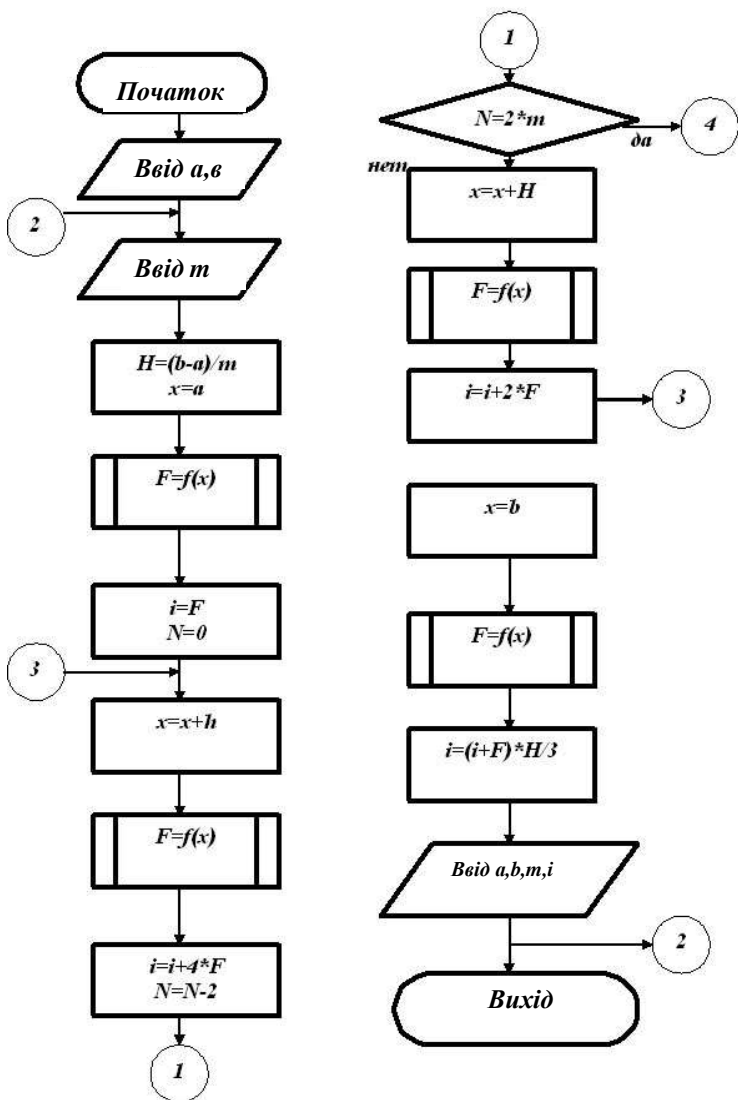 Початок
Ввід а,в
2
Ввід m
H=(b-a)/m
x=a
F=f(x)
i=F
N=0
3
x=x+h
F=f(x)
i=i+4*F
N=N-2
1
1
N=2*m
да
4
нет
x=x+H
F=f(x)
i=i+2*F
3
x=b
F=f(x)
i=(i+F)*H/3
Ввід a,b,m,i
2
Вихід